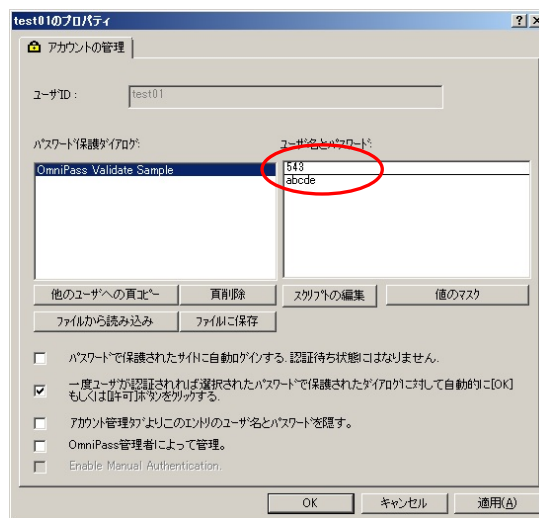 test01のプロパティ
アカウントの管理
ユーザID :
test01
パスワード保護ダイアログ:
ユーザ名とパスワード:
OmniPass Validate Sample
543
abcde
他のユーザへの頁コピー
頁削除
スクリプトの編集
値のマスク
ファイルから読み込み
ファイルに保存
パスワードで保護されたサイトに自動ログインする. 認証待ち状態にはなりません.
一度ユーザが認証されれば選択されたパスワードで保護されたダイアログに対して自動的に[OK]
もしくは[許可]ボタンをクリックする.
アカウント管理タブよりこのエントリのユーザ名とパスワードを隠す。
OmniPass管理者によって管理。
Enable Manual Authentication.
OK
キャンセル
適用(A)